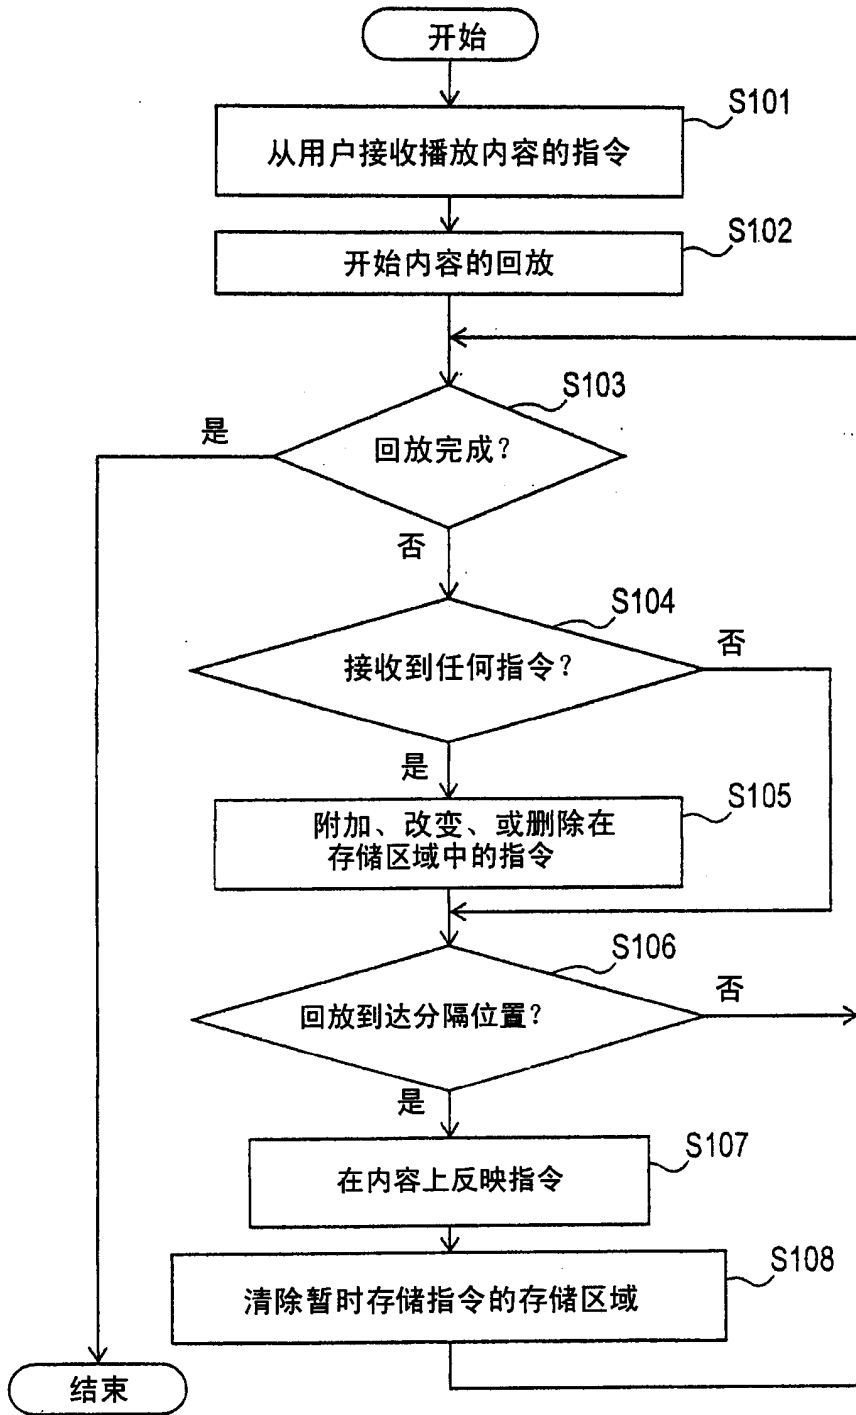 开始
S101
从用户接收播放内容的指令
S102
开始内容的回放
S103
是
回放完成？
否
S104
否
接收到任何指令？
是
S105
附加、改变、或删除在
存储区域中的指令
S106
否
回放到达分隔位置？
是
S107
在内容上反映指令
S108
清除暂时存储指令的存储区域
结束